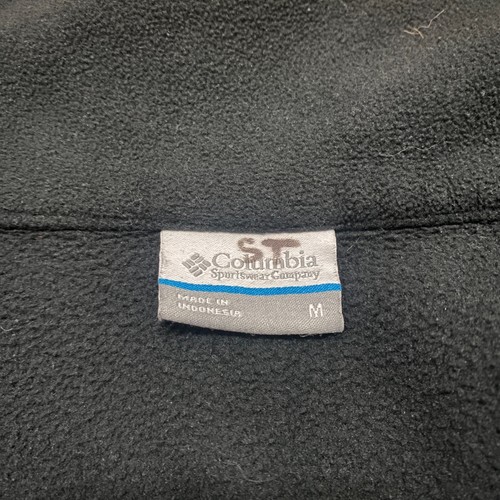 ST
Columbia
Sportswear Company
MADE IN
INDONESIA
M